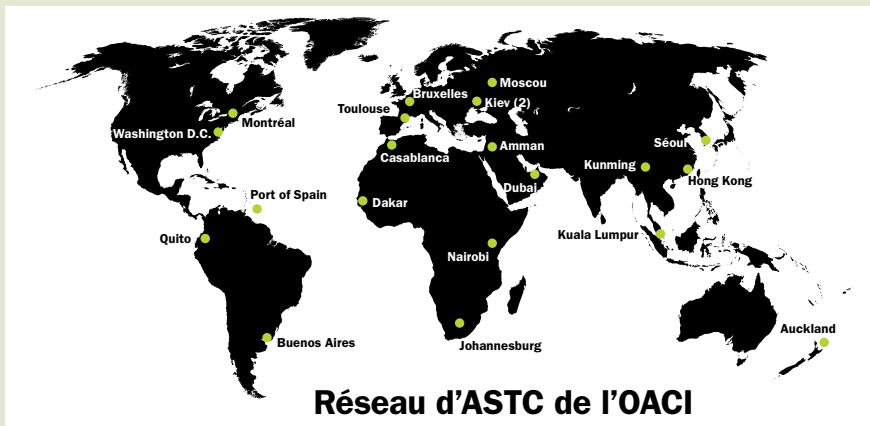 Moscou
Bruxelles
Kiev (2)
Toulouse
Montréal
Washington D.C.
Séoul
Amman
Casablanca
Kunming
Hong Kong
Dubai
Port of Spain
Dakar
Quito
Kuala Lumpur
Nairobi
Auckland
Buenos Aires
Johannesburg
Réseau d'ASTC de l'OACI